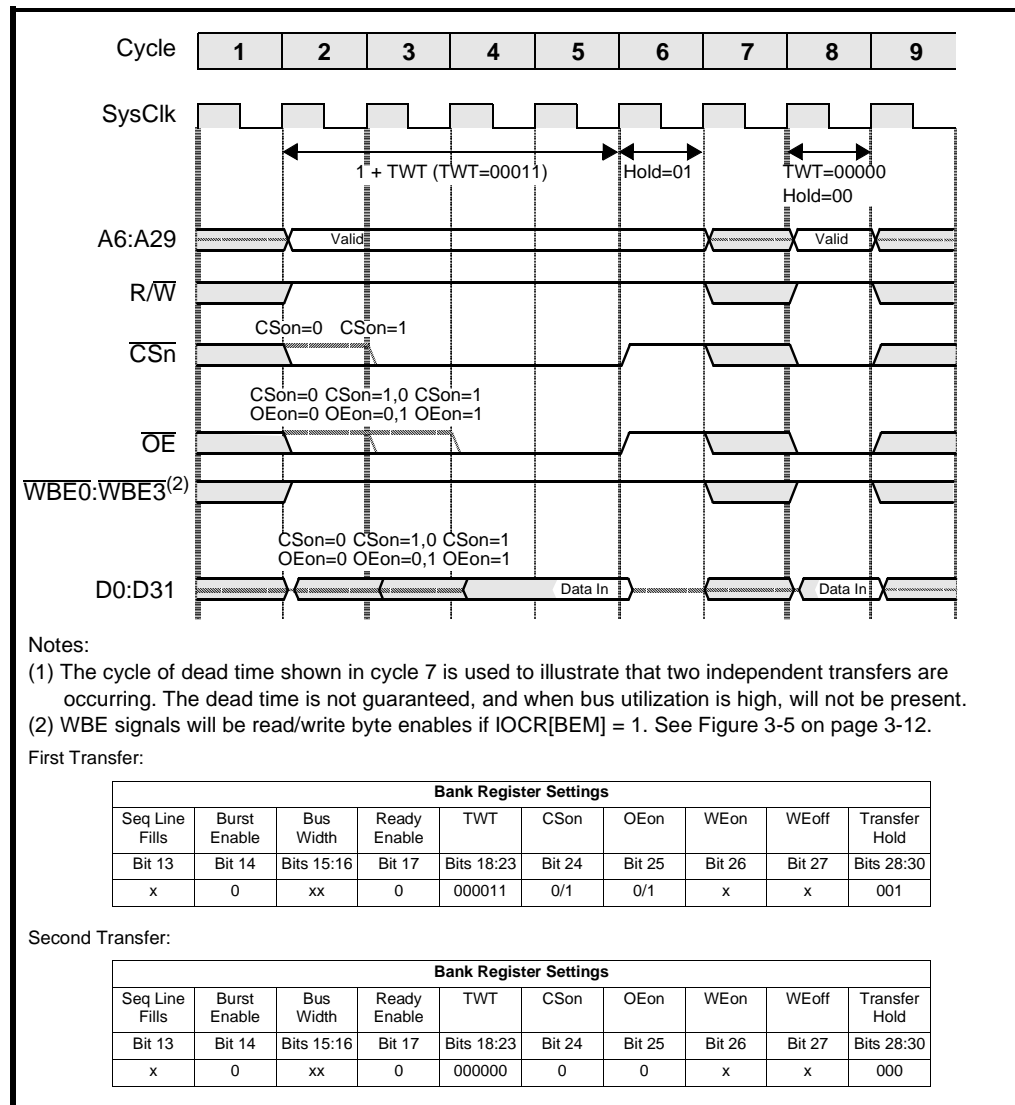 Cycle 1 2 3 4 5 6 7 8 9
SysClk
1 + TWT (TWT=00011) Hold=01 TWT=00000
Hold=00
A6:A29 Valid Valid
R/W̅
CSon=0 CSon=1
C̅S̅n̅
CSon=0 CSon=1,0 CSon=1
OEon=0 OEon=0,1 OEon=1
O̅E̅
W̅B̅E̅0̅:W̅B̅E̅3̅(2)
CSon=0 CSon=1,0 CSon=1
OEon=0 OEon=0,1 OEon=1
D0:D31 Data In Data In
Notes:
(1) The cycle of dead time shown in cycle 7 is used to illustrate that two independent transfers are
occurring. The dead time is not guaranteed, and when bus utilization is high, will not be present.
(2) WBE signals will be read/write byte enables if IOCR[BEM] = 1. See Figure 3-5 on page 3-12.
First Transfer:
Bank Register Settings
Seq Line Fills Burst Enable Bus Width Ready Enable TWT CSon OEon WEon WEoff Transfer Hold
Bit 13 Bit 14 Bits 15:16 Bit 17 Bits 18:23 Bit 24 Bit 25 Bit 26 Bit 27 Bits 28:30
x 0 xx 0 000011 0/1 0/1 x x 001
Second Transfer:
Bank Register Settings
Seq Line Fills Burst Enable Bus Width Ready Enable TWT CSon OEon WEon WEoff Transfer Hold
Bit 13 Bit 14 Bits 15:16 Bit 17 Bits 18:23 Bit 24 Bit 25 Bit 26 Bit 27 Bits 28:30
x 0 xx 0 000000 0 0 x x 000